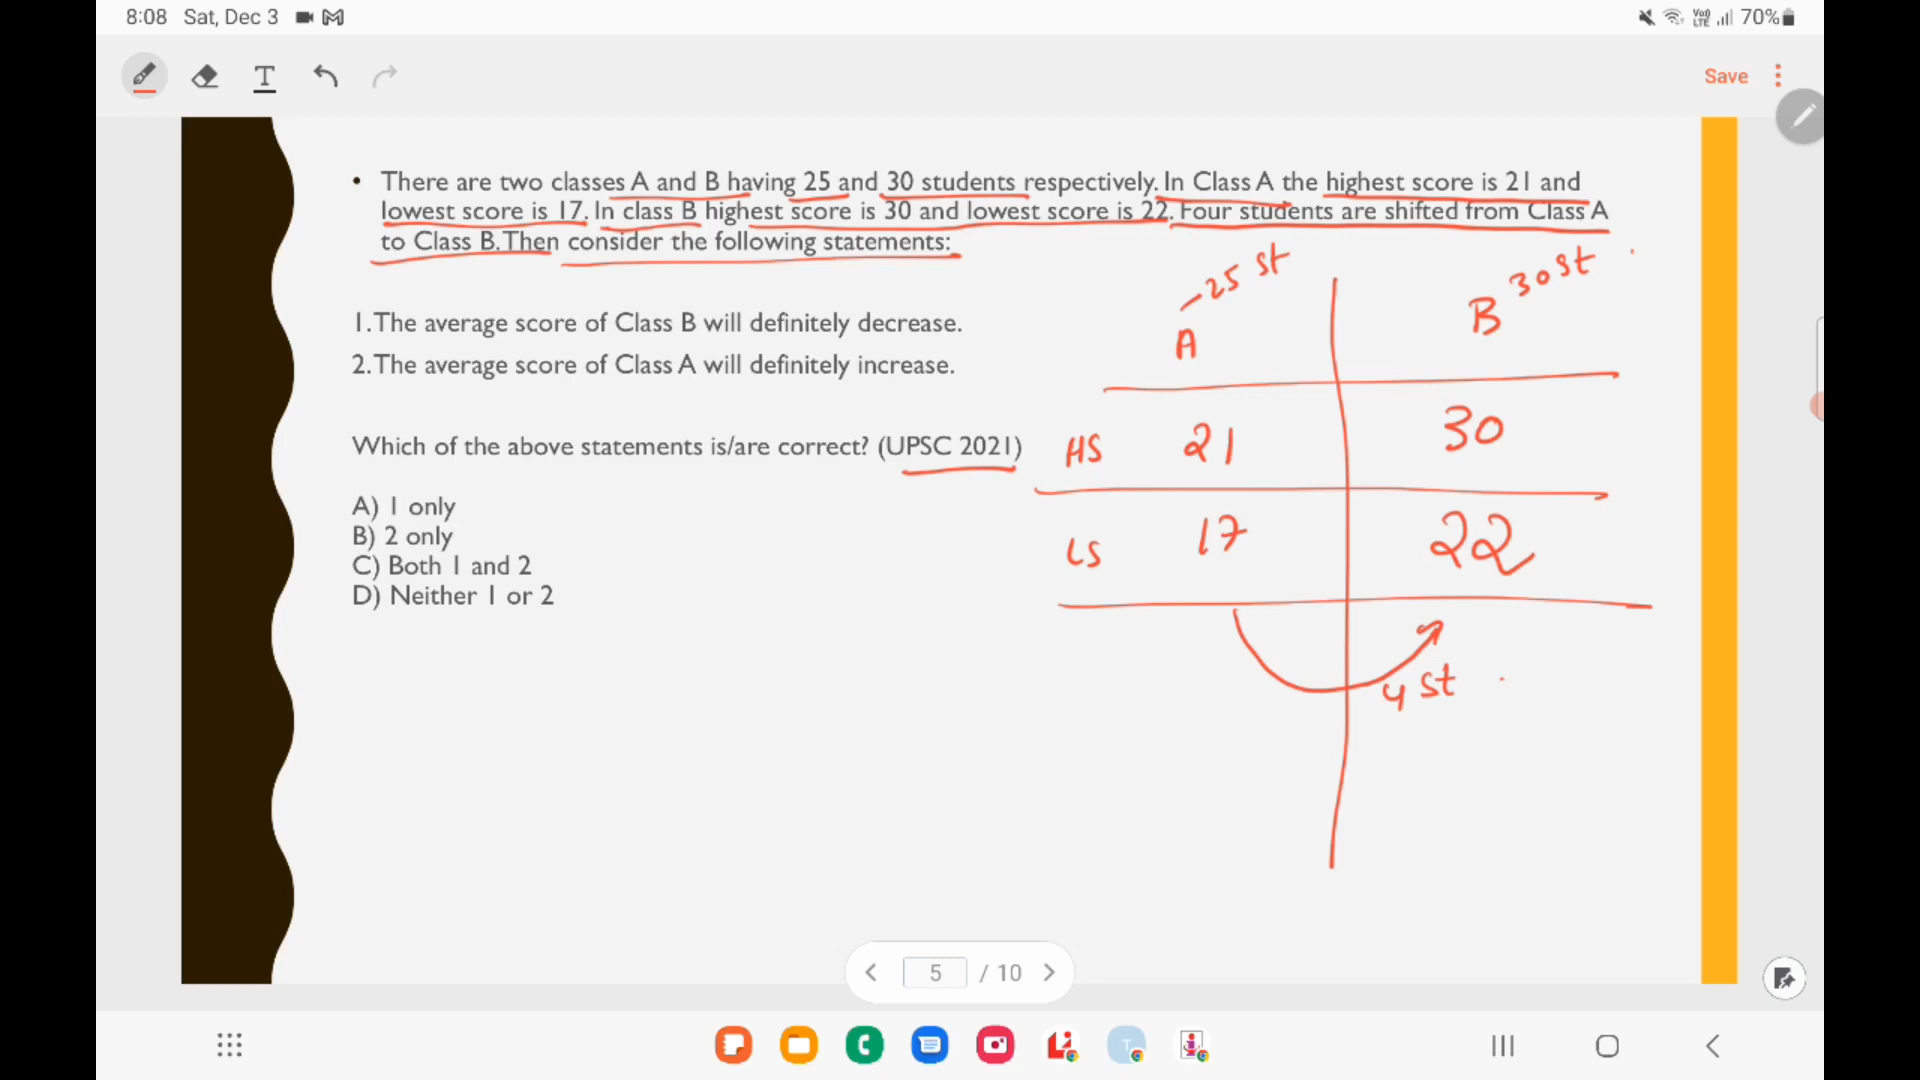 8:08 Sat, Dec 3
Vo) LTE 70%
T
Save
• There are two classes A and B having 25 and 30 students respectively. In Class A the highest score is 21 and
lowest score is 17. In class B highest score is 30 and lowest score is 22. Four students are shifted from Class A
to Class B. Then consider the following statements:
-25 st
30 st
A
B
1.The average score of Class B will definitely decrease.
2.The average score of Class A will definitely increase.
Which of the above statements is/are correct? (UPSC 2021)
HS 21 30
A) 1 only
B) 2 only
C) Both 1 and 2
D) Neither 1 or 2
LS 17 22
4 st
5 / 10
T